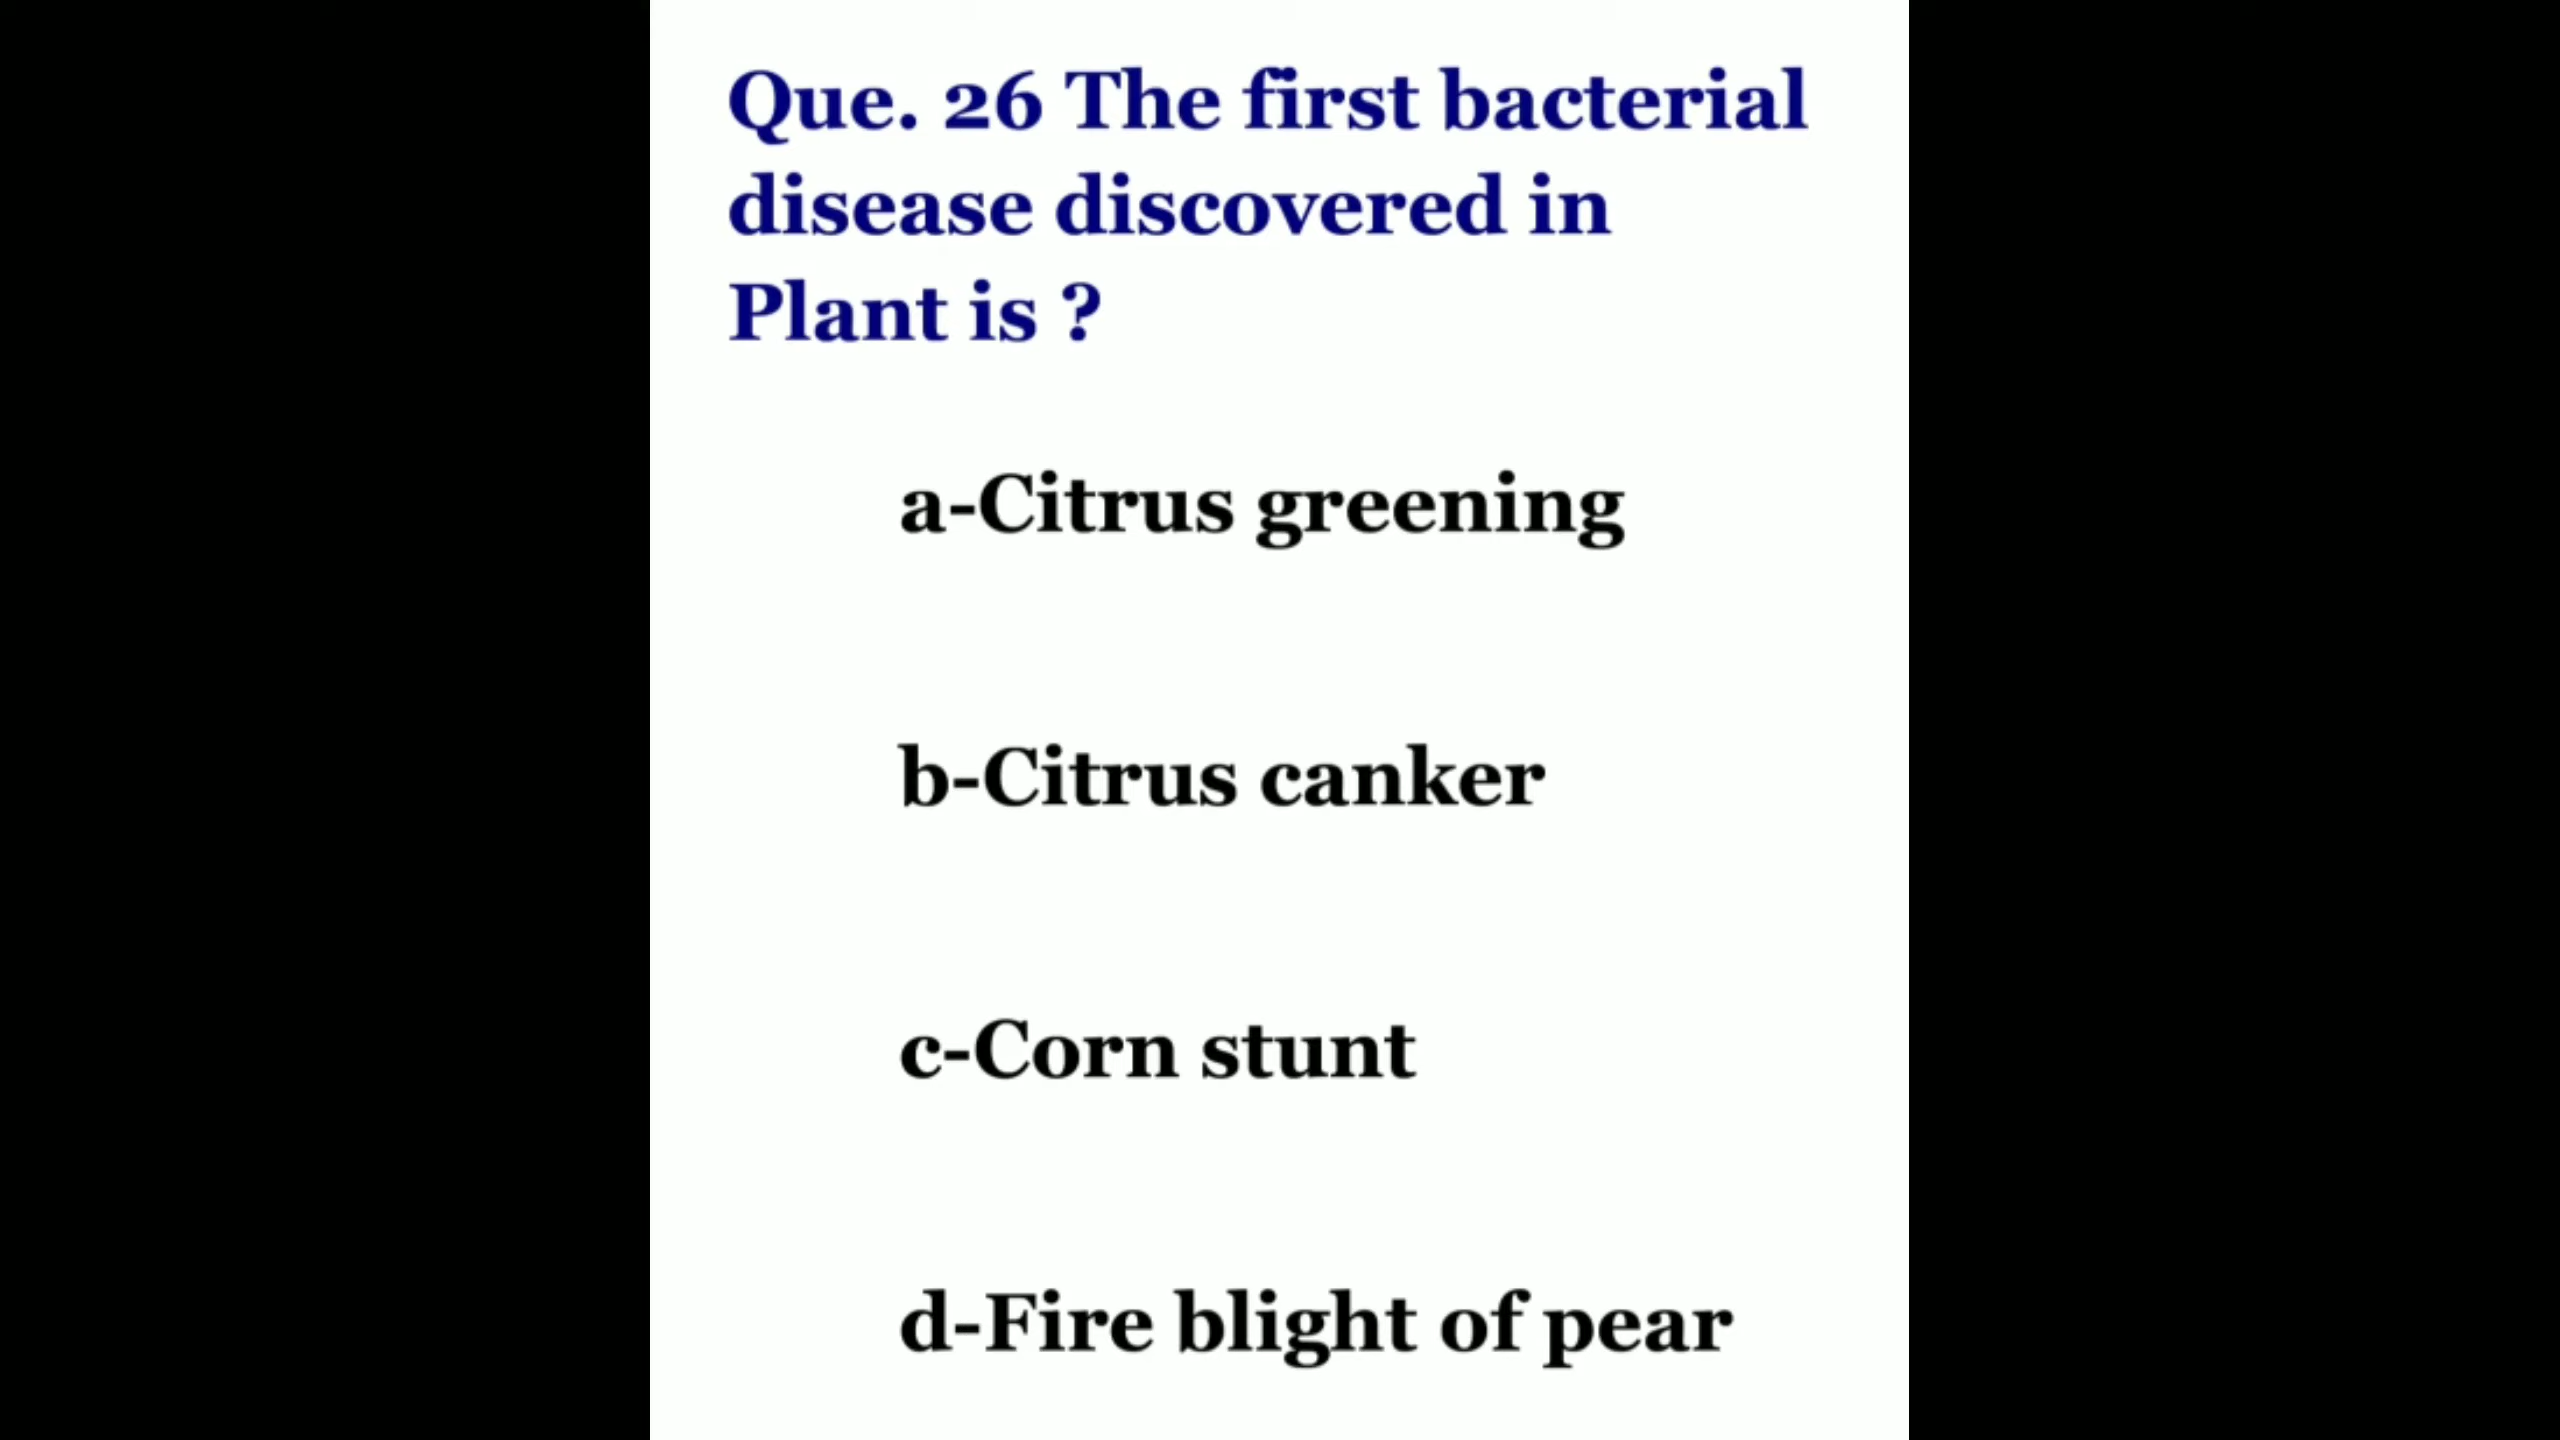 Que. 26 The first bacterial
disease discovered in
Plant is ?
a-Citrus greening
b-Citrus canker
c-Corn stunt
d-Fire blight of pear